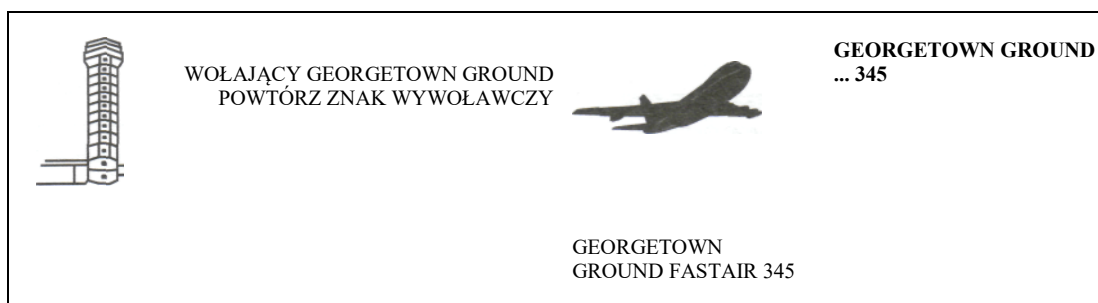 GEORGETOWN GROUND
... 345
WOŁAJĄCY GEORGETOWN GROUND
POWTÓRZ ZNAK WYWOŁAWCZY
GEORGETOWN
GROUND FASTAIR 345